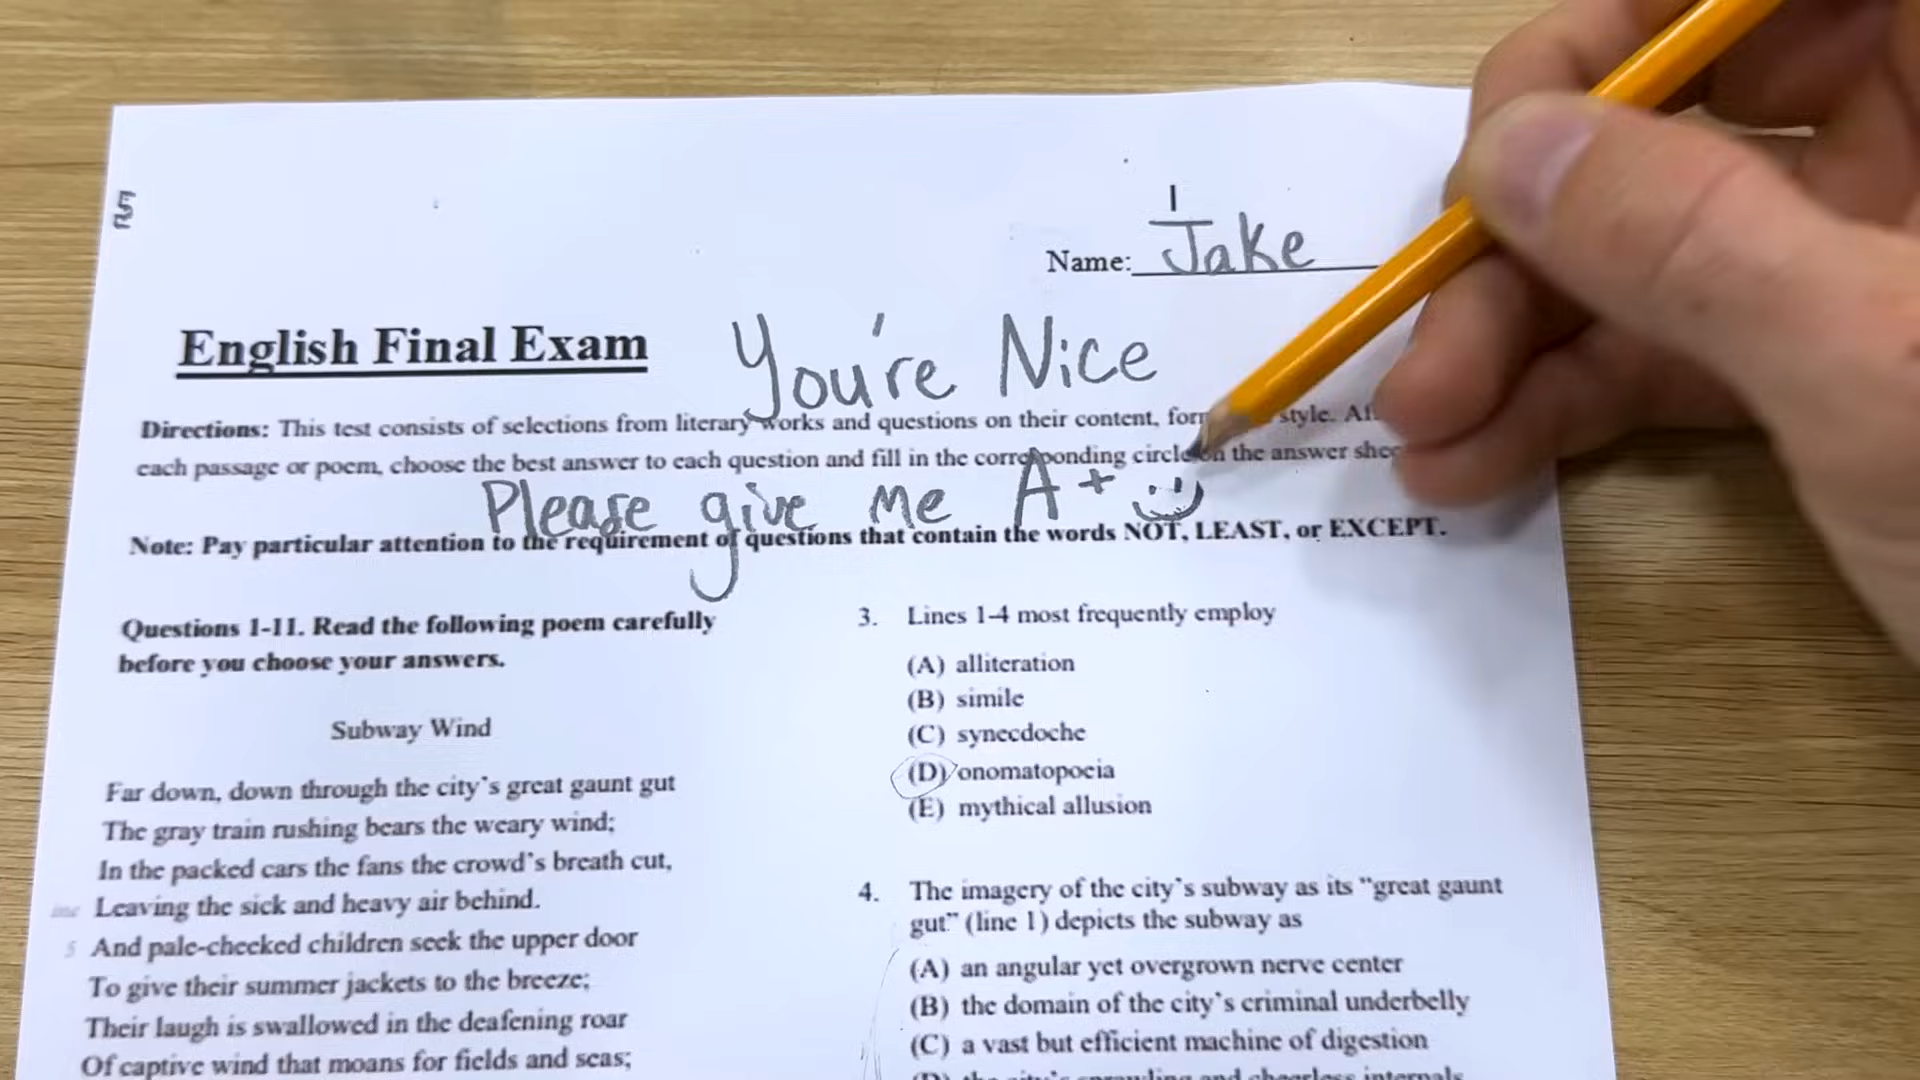 Name: Jake
English Final Exam
You're Nice
Directions: This test consists of selections from literary works and questions on their content, style.
each passage or poem, choose the best answer to each question and fill in the corresponding circle on the answer
Please give me A+
Note: Pay particular attention to the requirement of questions that contain the words NOT, LEAST, or EXCEPT.
Questions 1-11. Read the following poem carefully
before you choose your answers.
Subway Wind
Far down, down through the city's great gaunt gut
The gray train rushing bears the weary wind;
In the packed cars the fans the crowd's breath cut,
Leaving the sick and heavy air behind.
5 And pale-cheeked children seek the upper door
To give their summer jackets to the breeze;
Their laugh is swallowed in the deafening roar
Of captive wind that moans for fields and seas;
3. Lines 1-4 most frequently employ
(A) alliteration
(B) simile
(C) synecdoche
(D) onomatopoeia
(E) mythical allusion
4. The imagery of the city's subway as its "great gaunt
gut" (line 1) depicts the subway as
(A) an angular yet overgrown nerve center
(B) the domain of the city's criminal underbelly
(C) a vast but efficient machine of digestion
(D) the city's sprawling and cheerless internals